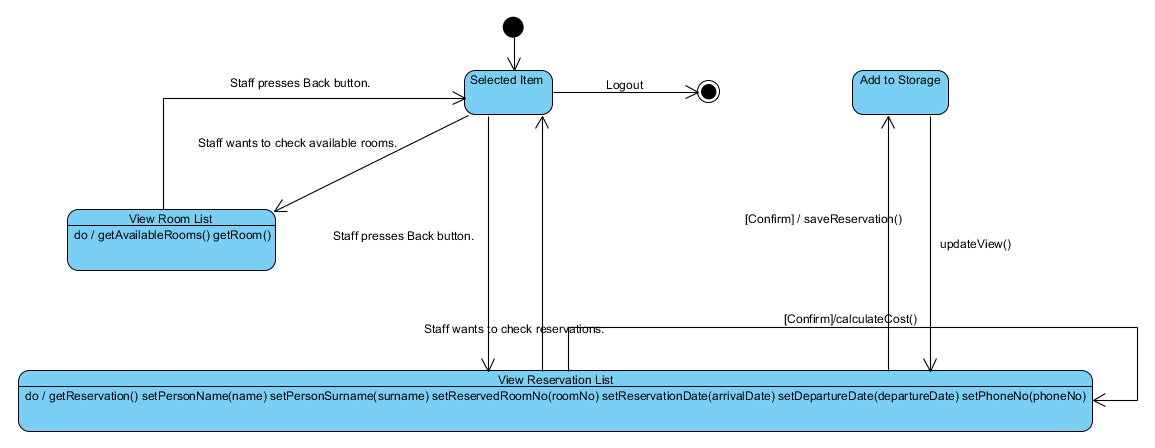 Staff presses Back button.
Selected Item
Logout
Add to Storage
Staff wants to check available rooms.
View Room List
do / getAvailableRooms() getRoom()
[Confirm] / saveReservation()
Staff presses Back button.
updateView()
[Confirm]/calculateCost()
Staff wants to check reservations.
View Reservation List
do / getReservation() setPersonName(name) setPersonSurname(surname) setReservedRoomNo(roomNo) setReservationDate(arrivalDate) setDepartureDate(departureDate) setPhoneNo(phoneNo)